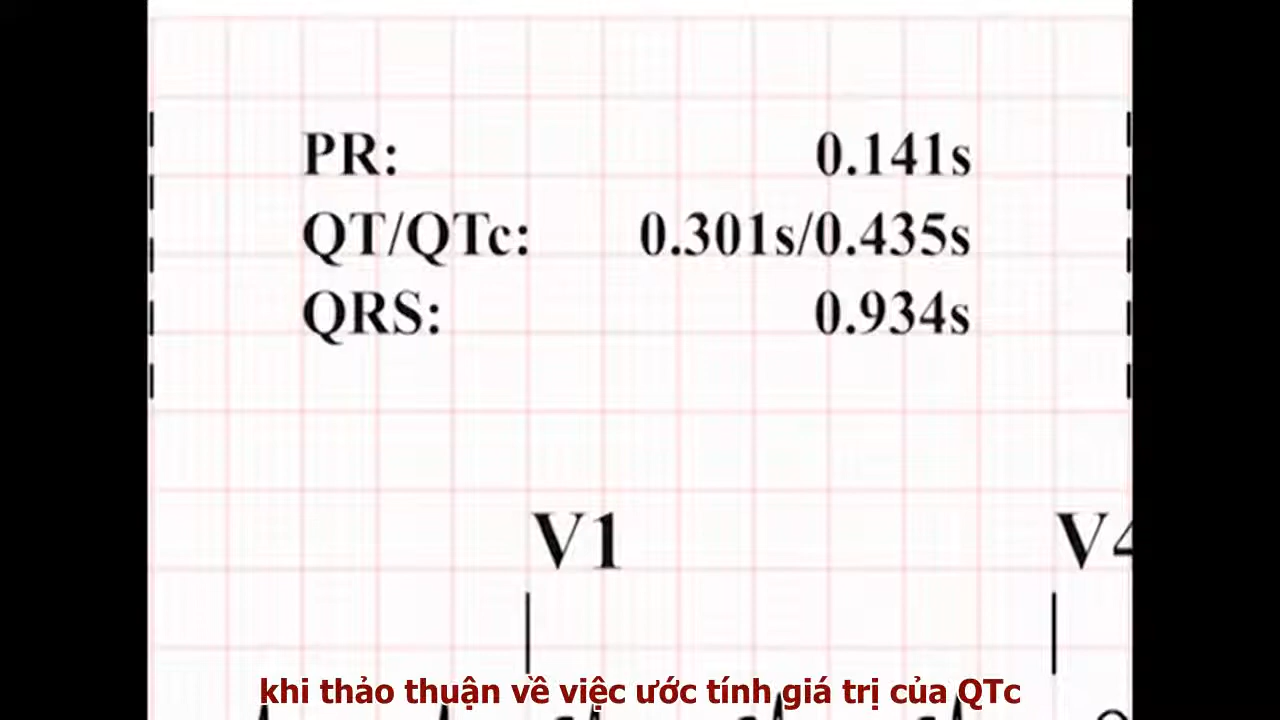 PR: 0.141s
QT/QTc: 0.301s/0.435s
QRS: 0.934s
V1 V4
khi thảo thuận về việc ước tính giá trị của QTc